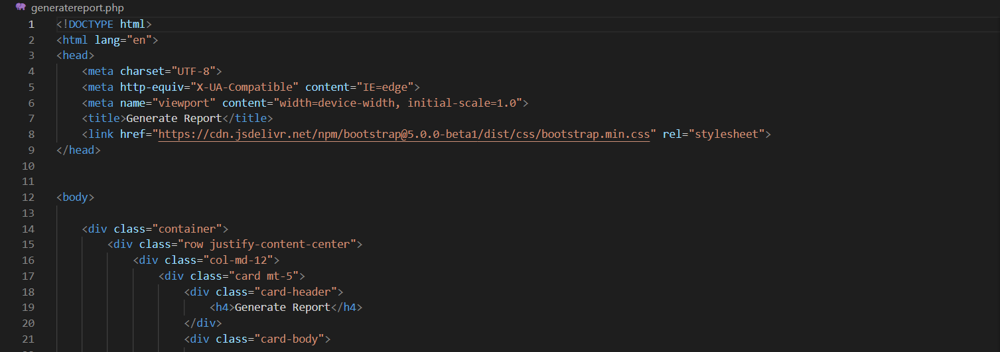 generatereport.php
1 <!DOCTYPE html>
2 <html lang="en">
3 <head>
4     <meta charset="UTF-8">
5     <meta http-equiv="X-UA-Compatible" content="IE=edge">
6     <meta name="viewport" content="width=device-width, initial-scale=1.0">
7     <title>Generate Report</title>
8     <link href="https://cdn.jsdelivr.net/npm/bootstrap@5.0.0-beta1/dist/css/bootstrap.min.css" rel="stylesheet">
9 </head>
10
11
12 <body>
13
14     <div class="container">
15         <div class="row justify-content-center">
16             <div class="col-md-12">
17                 <div class="card mt-5">
18                     <div class="card-header">
19                         <h4>Generate Report</h4>
20                     </div>
21                     <div class="card-body">